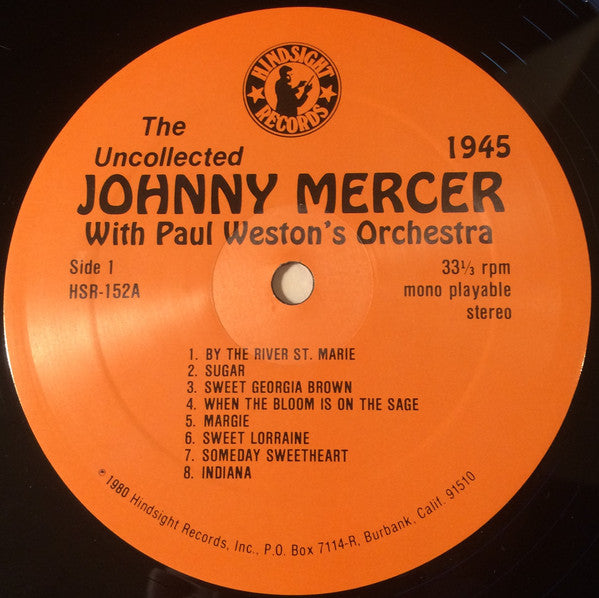 HINDSIGHT
RECORDS
The
Uncollected
1945
JOHNNY MERCER
With Paul Weston's Orchestra
Side 1
HSR-152A
33⅓ rpm
mono playable
stereo
1. BY THE RIVER ST. MARIE
2. SUGAR
3. SWEET GEORGIA BROWN
4. WHEN THE BLOOM IS ON THE SAGE
5. MARGIE
6. SWEET LORRAINE
7. SOMEDAY SWEETHEART
8. INDIANA
℗ 1980 Hindsight Records, Inc., P.O. Box 7114-R, Burbank, Calif. 91510